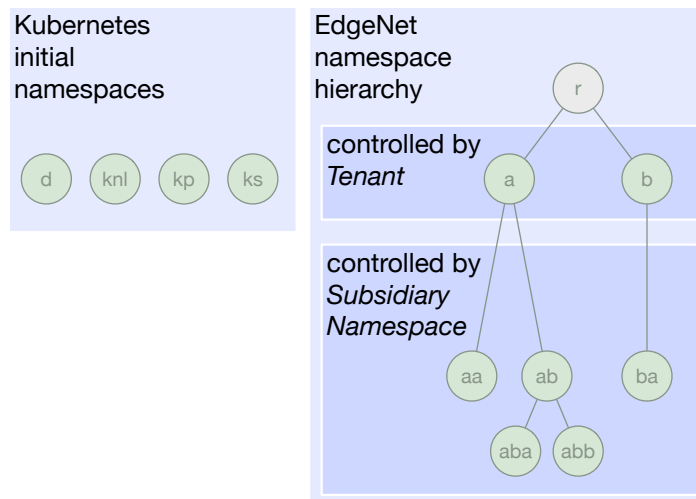 Kubernetes
initial
namespaces
d knl kp ks
EdgeNet
namespace
hierarchy
r
controlled by
Tenant
a b
controlled by
Subsidiary
Namespace
aa ab ba
aba abb